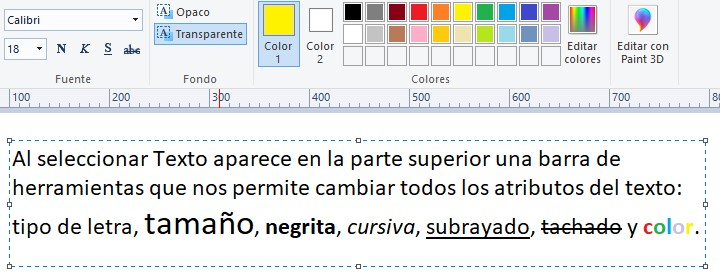 Calibri
Opaco
Transparente
18
N K S abc
Fuente
Fondo
Color 1
Color 2
Colores
Editar colores
Editar con Paint 3D
100 200 300 400 500 600 700 80
Al seleccionar Texto aparece en la parte superior una barra de
herramientas que nos permite cambiar todos los atributos del texto:
tipo de letra, tamaño, negrita, cursiva, subrayado, tachado y color.